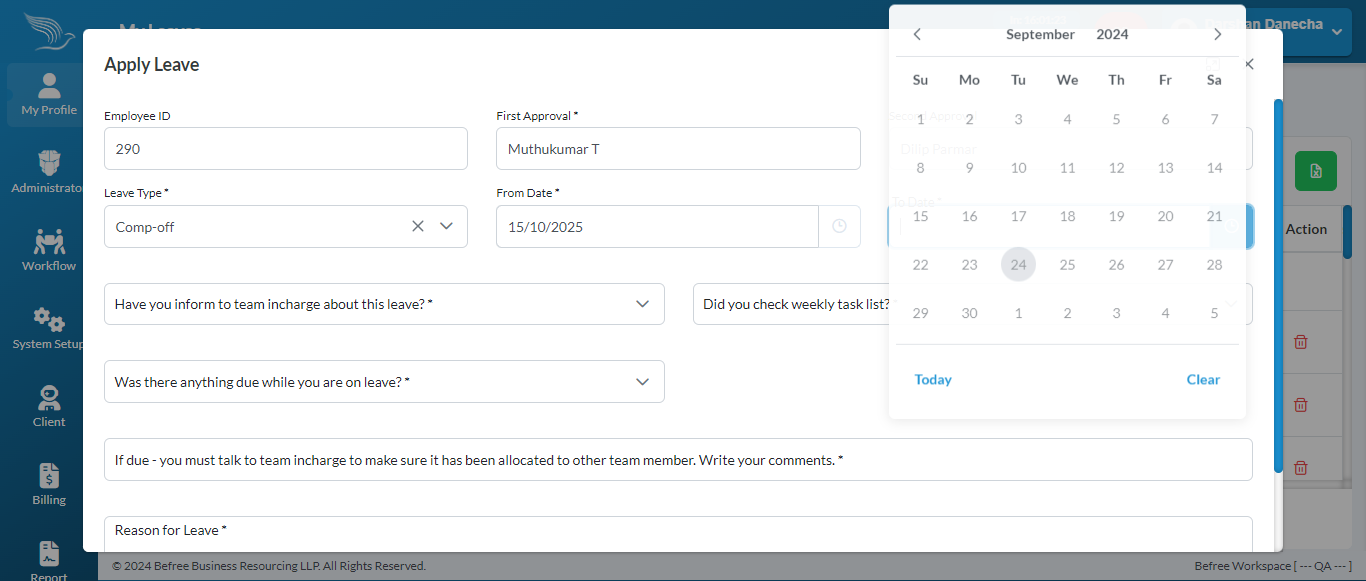 My Leaves
Danecha
My Profile
Administrator
Workflow
System Setup
Client
Billing
Report
Apply Leave
Employee ID
290
First Approval *
Muthukumar T
Leave Type *
Comp-off
From Date *
15/10/2025
To Date *
September 2024
Su Mo Tu We Th Fr Sa
1 2 3 4 5 6 7
8 9 10 11 12 13 14
15 16 17 18 19 20 21
22 23 24 25 26 27 28
29 30 1 2 3 4 5
Today Clear
Action
Have you inform to team incharge about this leave? *
Did you check weekly task list?
Was there anything due while you are on leave? *
If due - you must talk to team incharge to make sure it has been allocated to other team member. Write your comments. *
Reason for Leave *
© 2024 Befree Business Resourcing LLP. All Rights Reserved.
Befree Workspace [ --- QA --- ]